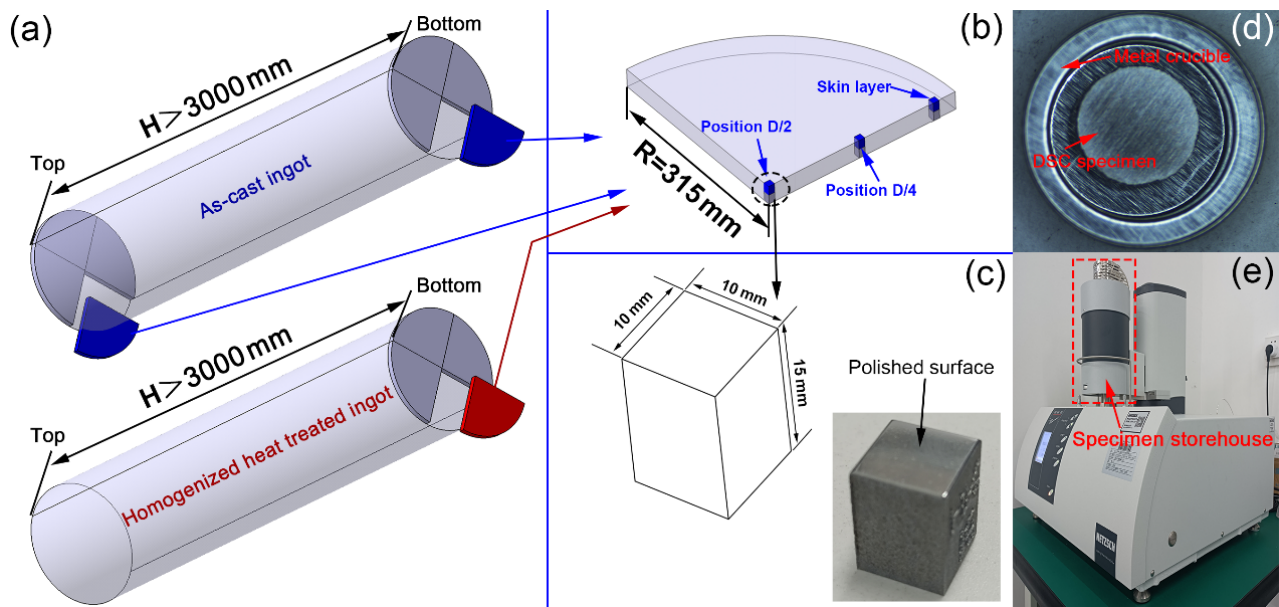 (a)
Bottom
H>3000mm
Top
As-cast ingot
Bottom
H>3000mm
Top
Homogenized heat treated ingot
(b)
Skin layer
Position D/2
Position D/4
R=315mm
(c)
10 mm
10 mm
15 mm
Polished surface
(d)
Metal crucible
DSC specimen
(e)
Specimen storehouse
NETZSCH